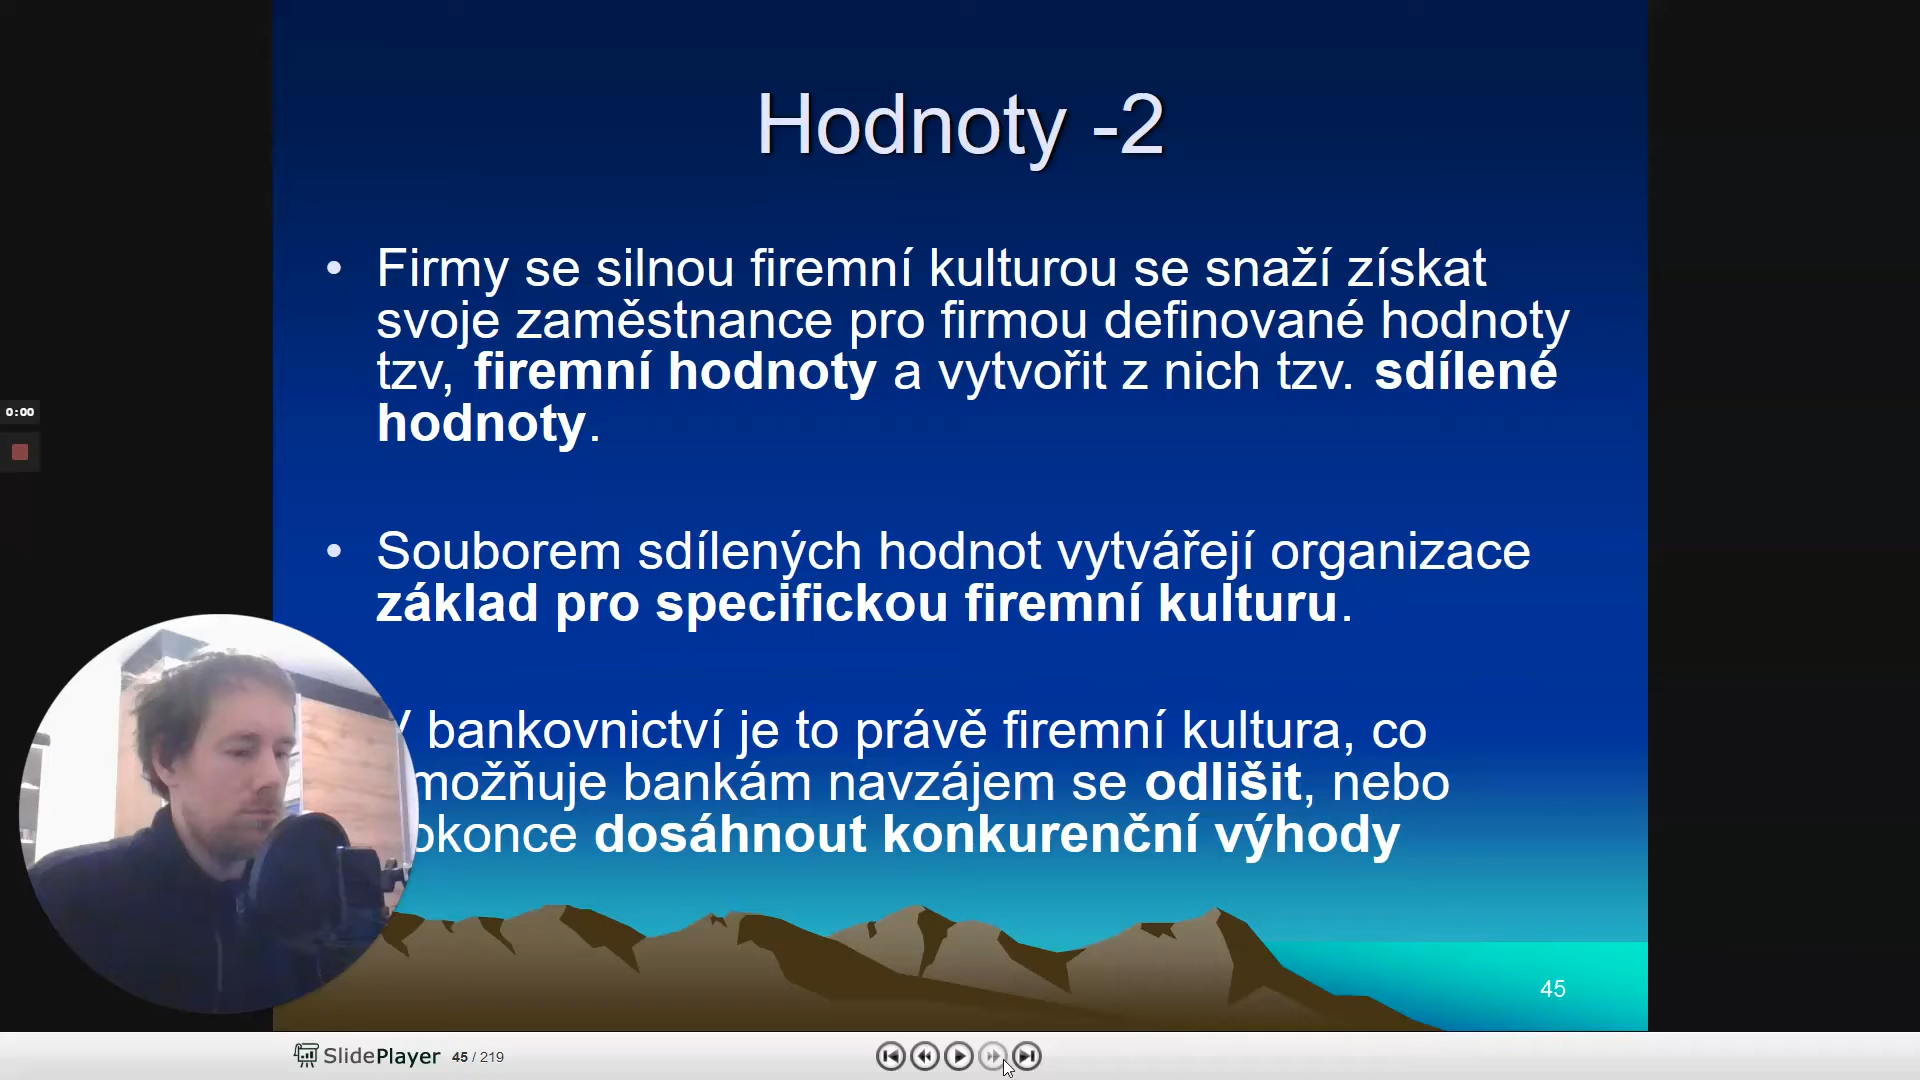 Hodnoty -2
• Firmy se silnou firemní kulturou se snaží získat
svoje zaměstnance pro firmou definované hodnoty
tzv, firemní hodnoty a vytvořit z nich tzv. sdílené
hodnoty.
• Souborem sdílených hodnot vytvářejí organizace
základ pro specifickou firemní kulturu.
V bankovnictví je to právě firemní kultura, co
možňuje bankám navzájem se odlišit, nebo
okonce dosáhnout konkurenční výhody
0:00
45
SlidePlayer 45 / 219